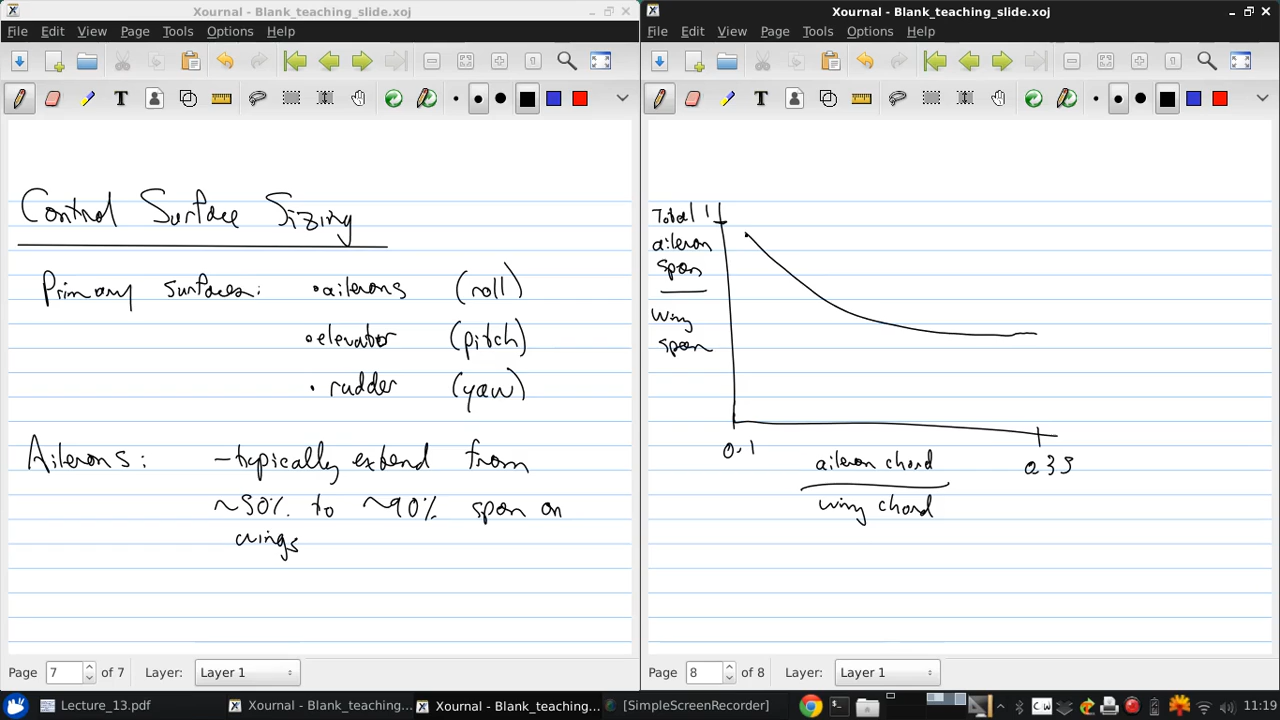 Xournal - Blank_teaching_slide.xoj
File Edit View Page Tools Options Help
Control Surface Sizing
Primary surfaces: • ailerons (roll)
• elevator (pitch)
• rudder (yaw)
Ailerons: - typically extend from
~50% to ~90% span on
wings
Page 7 of 7 Layer: Layer 1
Xournal - Blank_teaching_slide.xoj
File Edit View Page Tools Options Help
Total 1
aileron
span
wing
span
0.1
aileron chord
wing chord
0.35
Page 8 of 8 Layer: Layer 1
Lecture_13.pdf
Xournal - Blank_teaching_...
Xournal - Blank_teaching_...
[SimpleScreenRecorder]
11:19